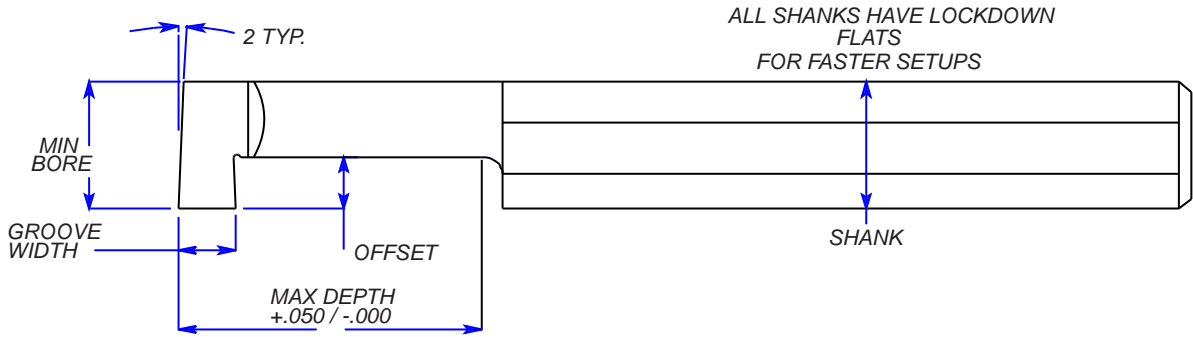 2 TYP.
ALL SHANKS HAVE LOCKDOWN
FLATS
FOR FASTER SETUPS
MIN
BORE
GROOVE
WIDTH
OFFSET
SHANK
MAX DEPTH
+.050 / -.000